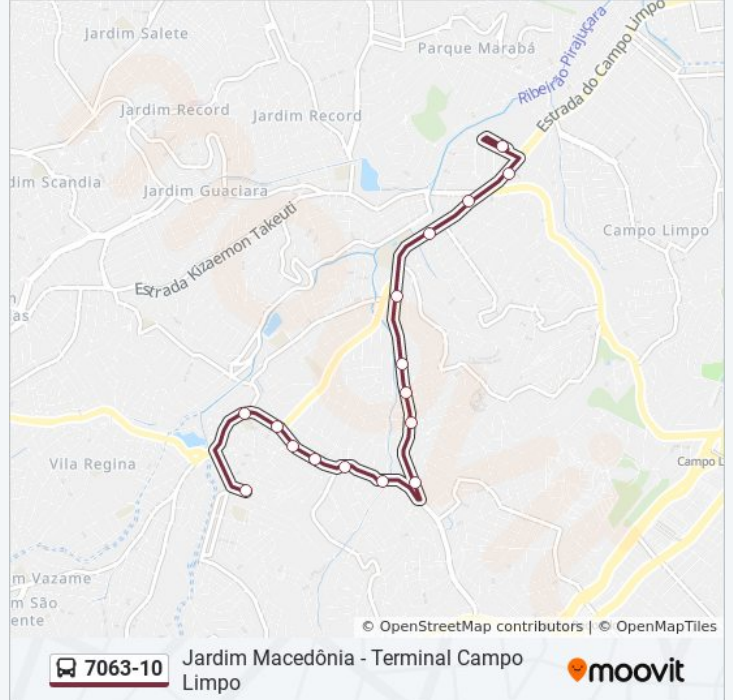 Jardim Salete
Parque Marabá
Ribeirão Pirajuçara
Estrada do Campo Limpo
Jardim Record
Jardim Record
dim Scandia
Jardim Guaciara
Estrada Kizaemon Takeuti
Campo Limpo
n
as
Vila Regina
Campo L
m Vazame
m São
ente
© OpenStreetMap contributors | © OpenMapTiles
7063-10
Jardim Macedônia - Terminal Campo
Limpo
moovit